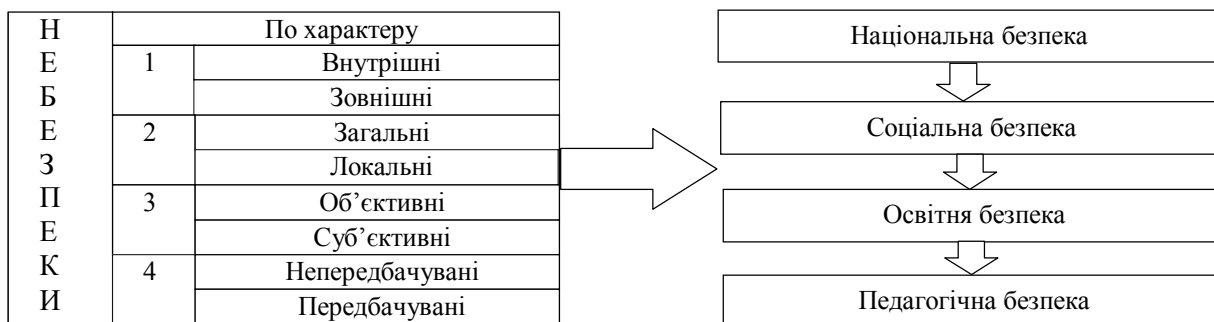 НЕБЕЗПЕКИ
По характеру
1
Внутрішні
Зовнішні
2
Загальні
Локальні
3
Об’єктивні
Суб’єктивні
4
Непередбачувані
Передбачувані
Національна безпека
Соціальна безпека
Освітня безпека
Педагогічна безпека